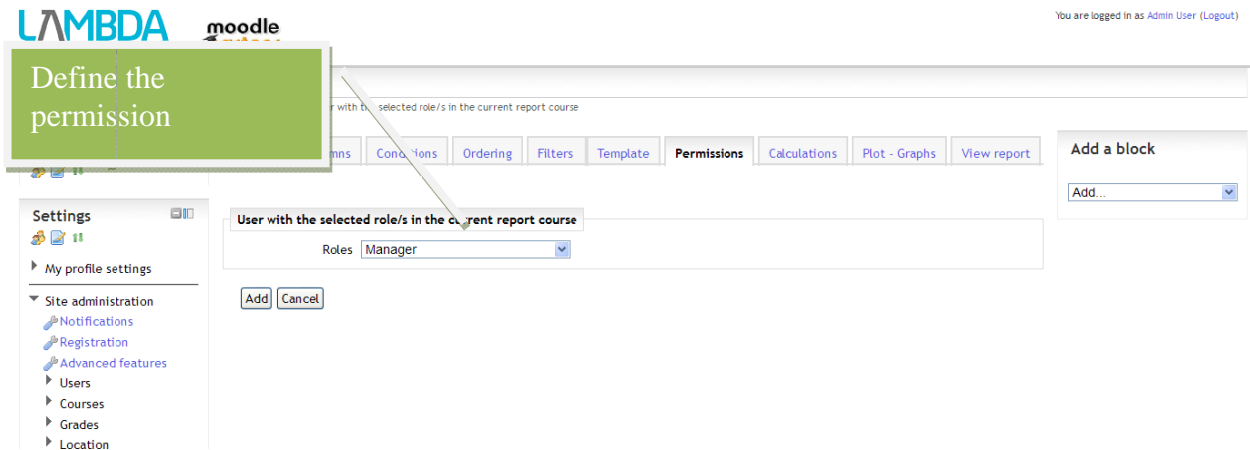 LAMBDA
moodle
You are logged in as Admin User (Logout)
Define the
permission
with the selected role/s in the current report course
Conditions
Ordering
Filters
Template
Permissions
Calculations
Plot - Graphs
View report
Add a block
Add...
Settings
My profile settings
Site administration
Notifications
Registration
Advanced features
Users
Courses
Grades
Location
User with the selected role/s in the current report course
Roles Manager
Add Cancel